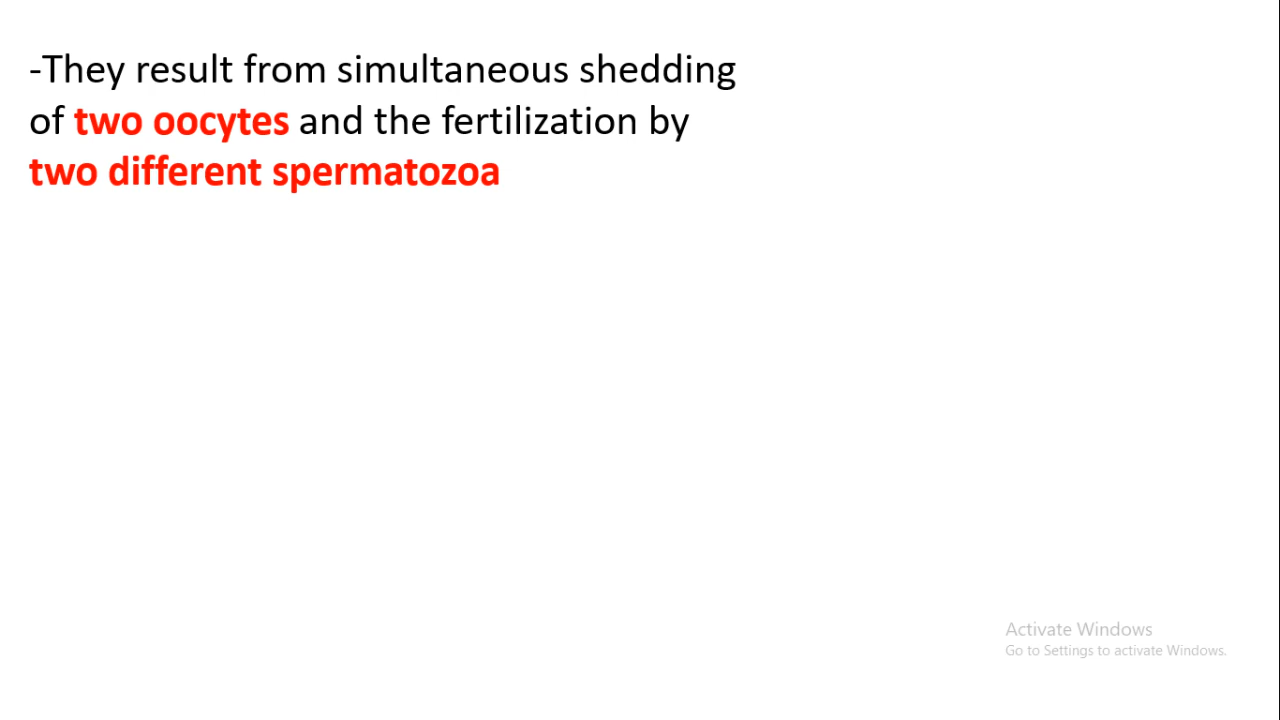 -They result from simultaneous shedding
of two oocytes and the fertilization by
two different spermatozoa
Activate Windows
Go to Settings to activate Windows.